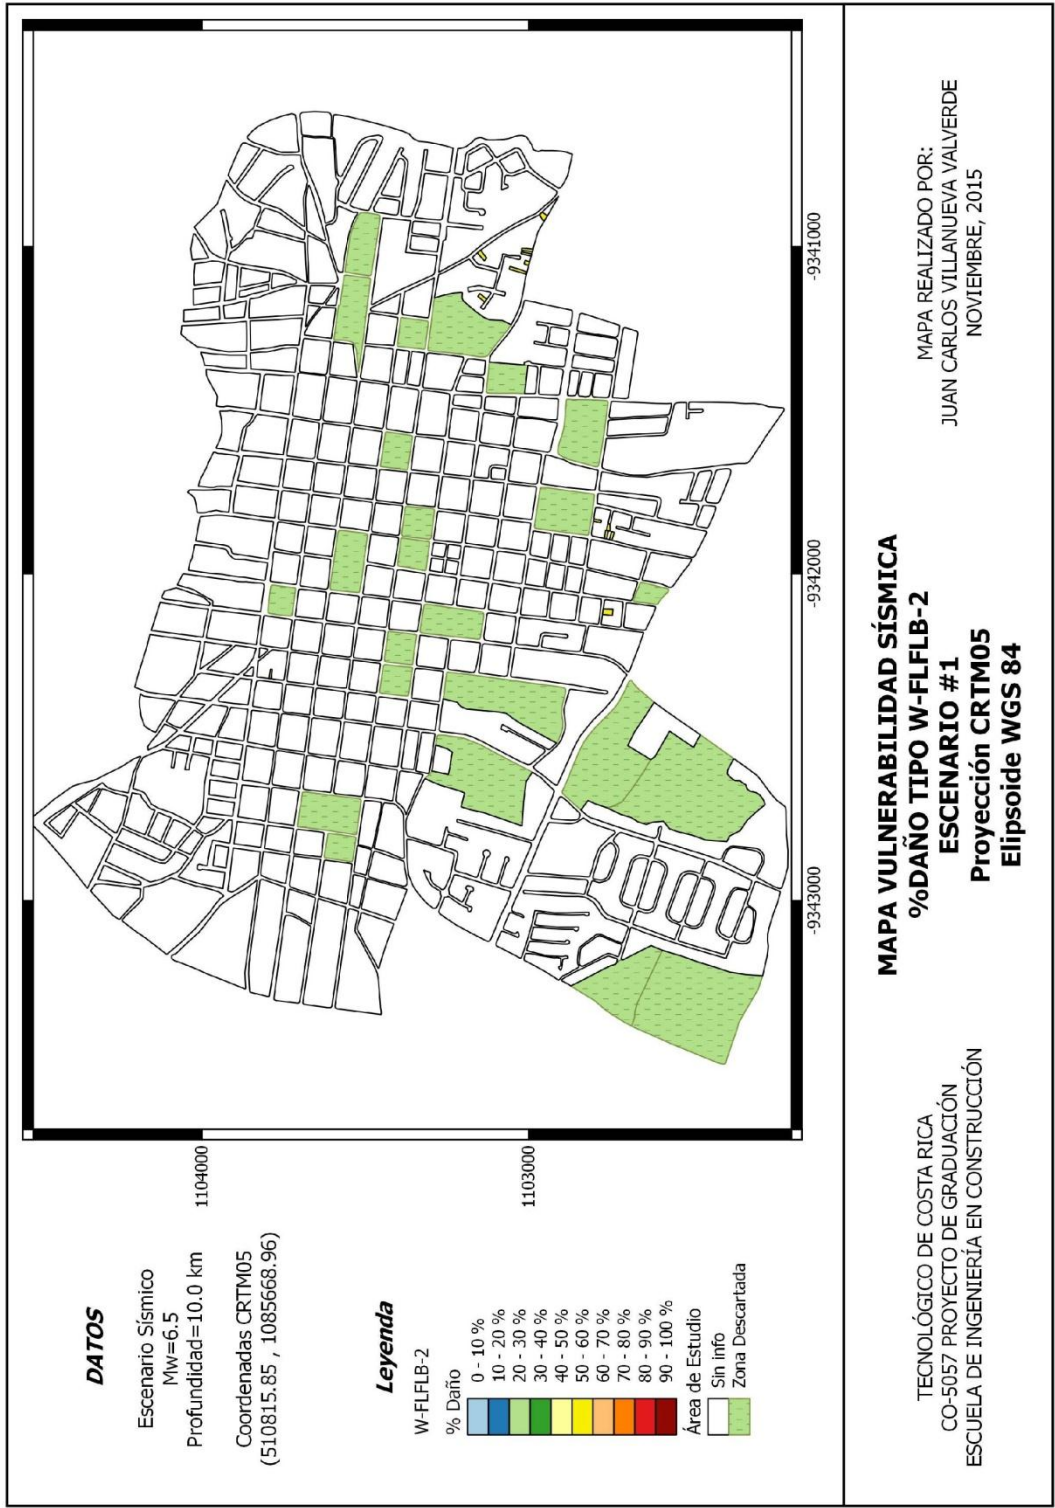 DATOS
Escenario Sísmico
Mw=6.5
Profundidad=10.0 km
Coordenadas CRTM05
(510815.85 , 1085668.96)
Leyenda
W-FLFLB-2
% Daño
0 - 10 %
10 - 20 %
20 - 30 %
30 - 40 %
40 - 50 %
50 - 60 %
60 - 70 %
70 - 80 %
80 - 90 %
90 - 100 %
Área de Estudio
Sin info
Zona Descartada
1104000
1103000
-9343000
-9342000
-9341000
TECNOLÓGICO DE COSTA RICA
CO-5057 PROYECTO DE GRADUACIÓN
ESCUELA DE INGENIERÍA EN CONSTRUCCIÓN
MAPA VULNERABILIDAD SÍSMICA
%DAÑO TIPO W-FLFLB-2
ESCENARIO #1
Proyección CRTM05
Elipsoide WGS 84
MAPA REALIZADO POR:
JUAN CARLOS VILLANUEVA VALVERDE
NOVIEMBRE, 2015